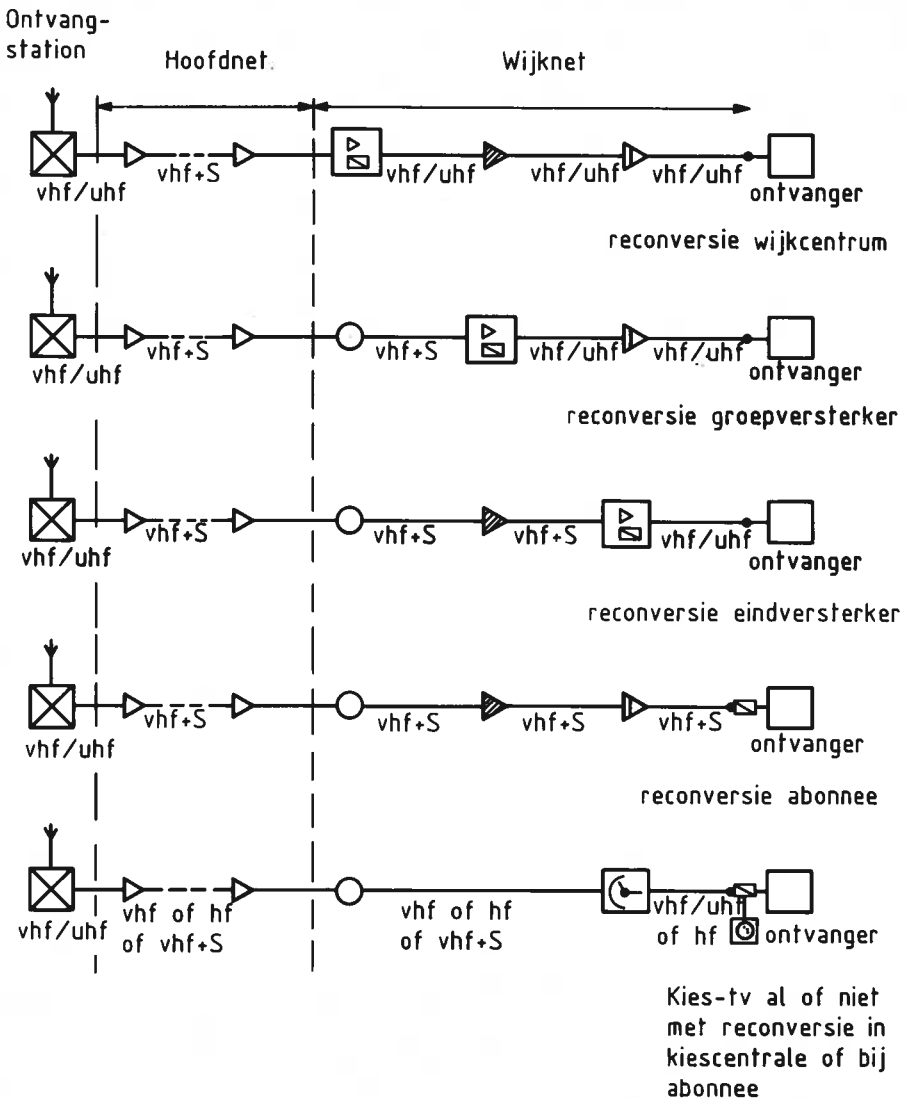 Ontvang-
station
Hoofdnet
Wijknet
vhf/uhf
vhf+S
vhf/uhf
vhf/uhf
vhf/uhf
ontvanger
reconversie wijkcentrum
vhf/uhf
vhf+S
vhf+S
vhf/uhf
vhf/uhf
ontvanger
reconversie groepversterker
vhf/uhf
vhf+S
vhf+S
vhf+S
vhf/uhf
ontvanger
reconversie eindversterker
vhf/uhf
vhf+S
vhf+S
vhf+S
vhf+S
ontvanger
reconversie abonnee
vhf/uhf
vhf of hf
of vhf+S
vhf of hf
of vhf+S
vhf/uhf
of hf
ontvanger
Kies-tv al of niet
met reconversie in
kiescentrale of bij
abonnee